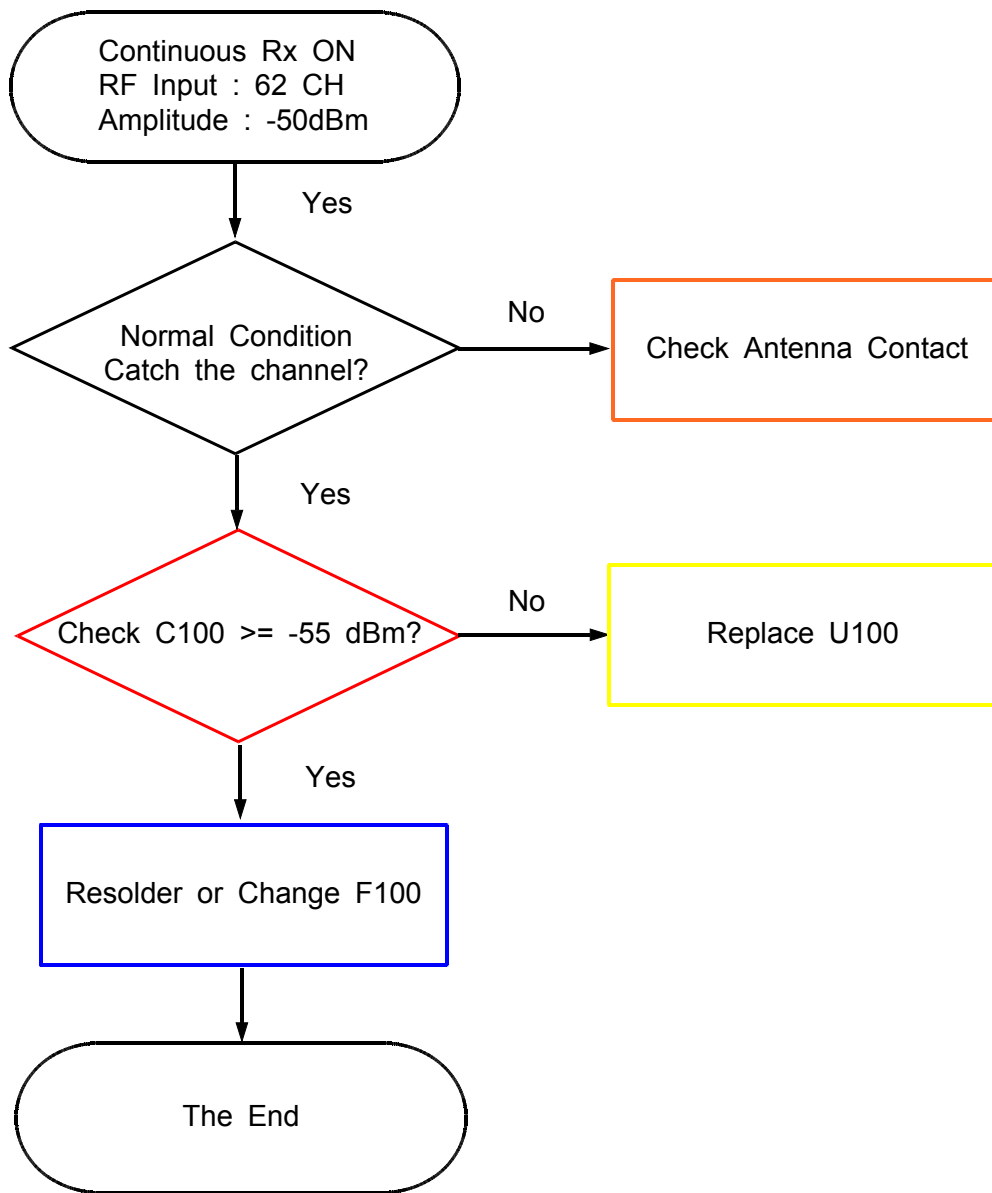 Continuous Rx ON
RF Input : 62 CH
Amplitude : -50dBm
Yes
Normal Condition
Catch the channel?
No
Check Antenna Contact
Yes
Check C100 >= -55 dBm?
No
Replace U100
Yes
Resolder or Change F100
The End